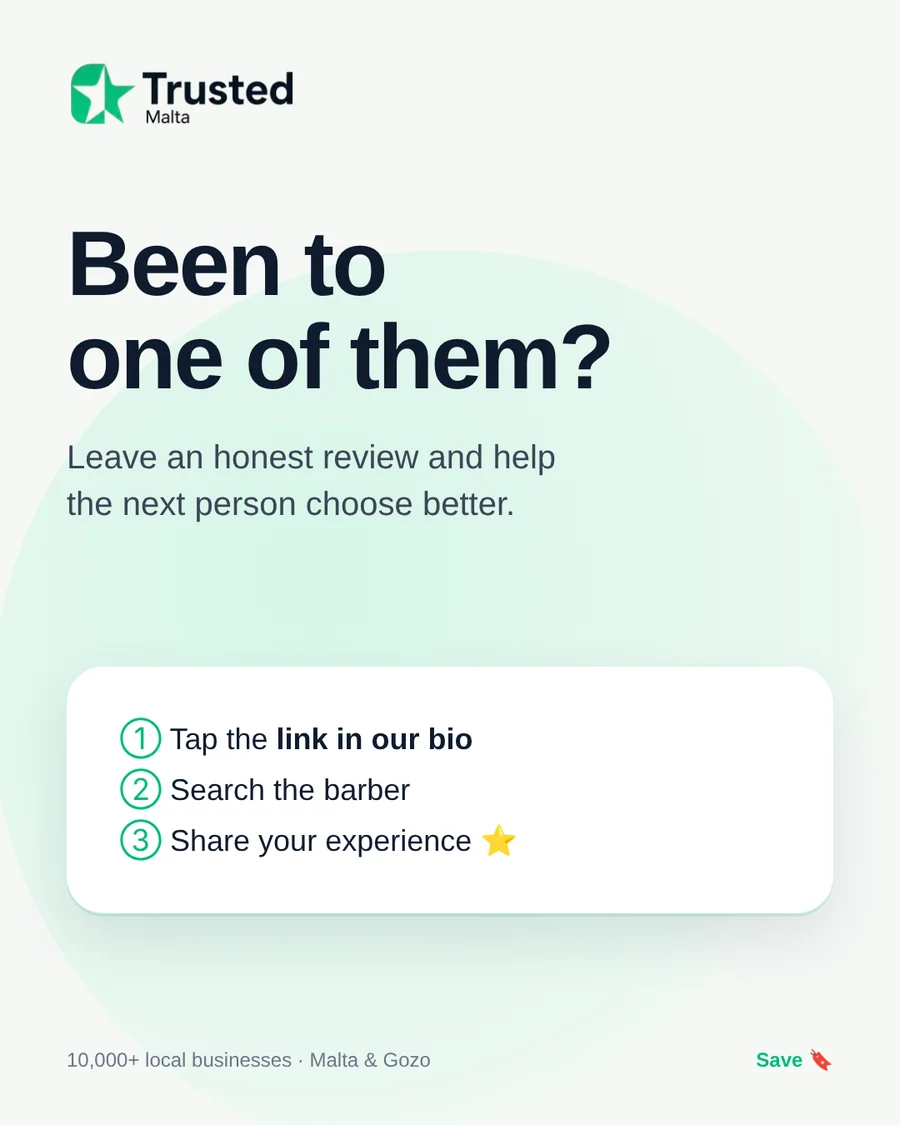 Trusted
Malta
Been to
one of them?
Leave an honest review and help
the next person choose better.
① Tap the link in our bio
② Search the barber
③ Share your experience ⭐
10,000+ local businesses · Malta & Gozo
Save 🔖